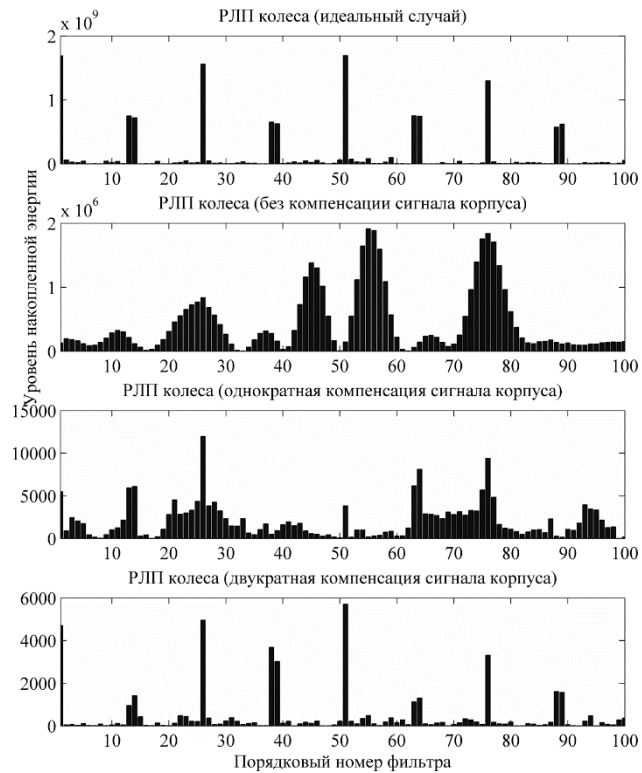 РЛП колеса (идеальный случай)
x 10⁹
2
1
0
10 20 30 40 50 60 70 80 90 100
РЛП колеса (без компенсации сигнала корпуса)
x 10⁶
2
1
0
10 20 30 40 50 60 70 80 90 100
РЛП колеса (однократная компенсация сигнала корпуса)
15000
10000
5000
0
10 20 30 40 50 60 70 80 90 100
РЛП колеса (двукратная компенсация сигнала корпуса)
6000
4000
2000
0
10 20 30 40 50 60 70 80 90 100
Порядковый номер фильтра
Уровень накопленной энергии